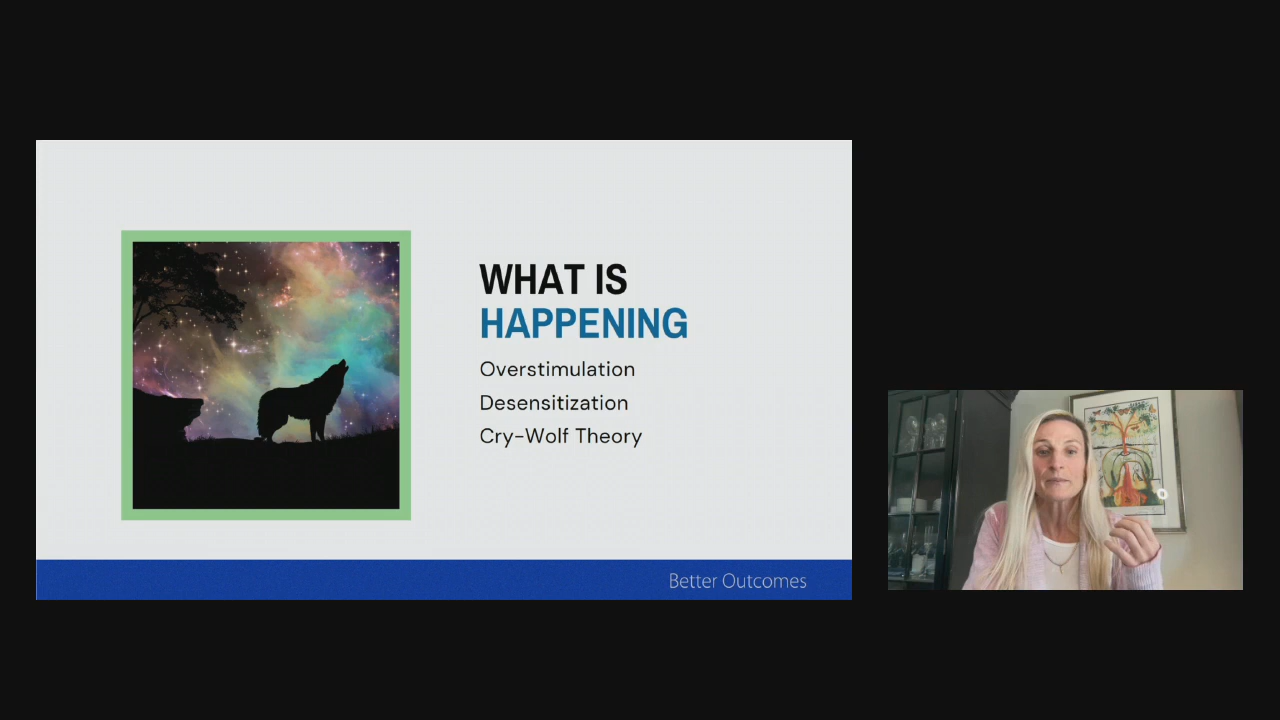 WHAT IS
HAPPENING
Overstimulation
Desensitization
Cry-Wolf Theory
Better Outcomes